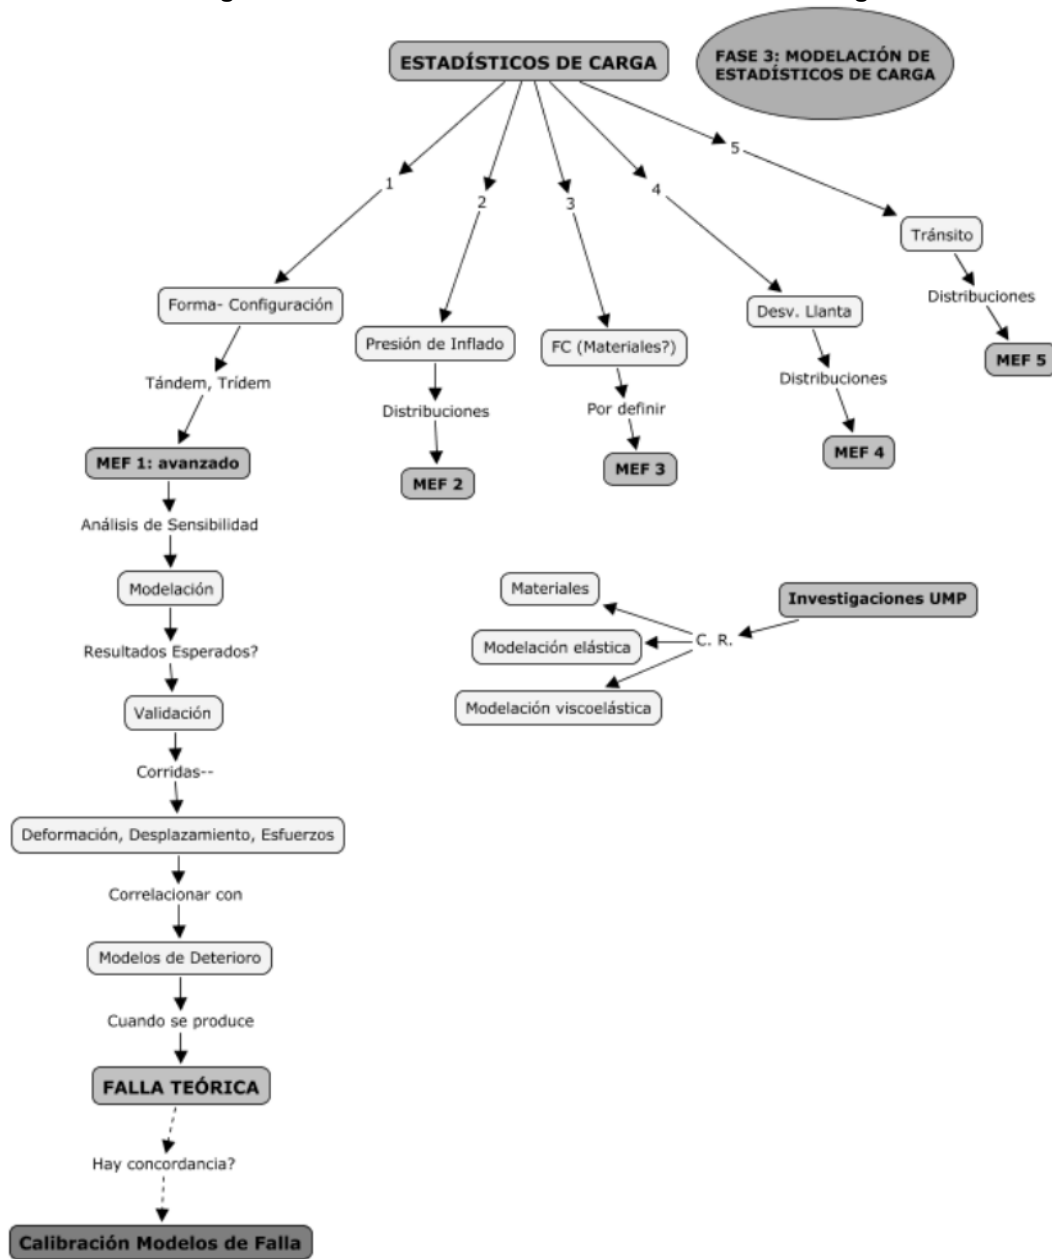 ESTADÍSTICOS DE CARGA
FASE 3: MODELACIÓN DE
ESTADÍSTICOS DE CARGA
1
2
3
4
5
Tránsito
Distribuciones
MEF 5
Forma- Configuración
Tándem, Trídem
MEF 1: avanzado
Presión de Inflado
Distribuciones
MEF 2
FC (Materiales?)
Por definir
MEF 3
Desv. Llanta
Distribuciones
MEF 4
Análisis de Sensibilidad
Modelación
Resultados Esperados?
Validación
Corridas--
Deformación, Desplazamiento, Esfuerzos
Correlacionar con
Modelos de Deterioro
Cuando se produce
FALLA TEÓRICA
Hay concordancia?
Calibración Modelos de Falla
Investigaciones UMP
C. R.
Materiales
Modelación elástica
Modelación viscoelástica